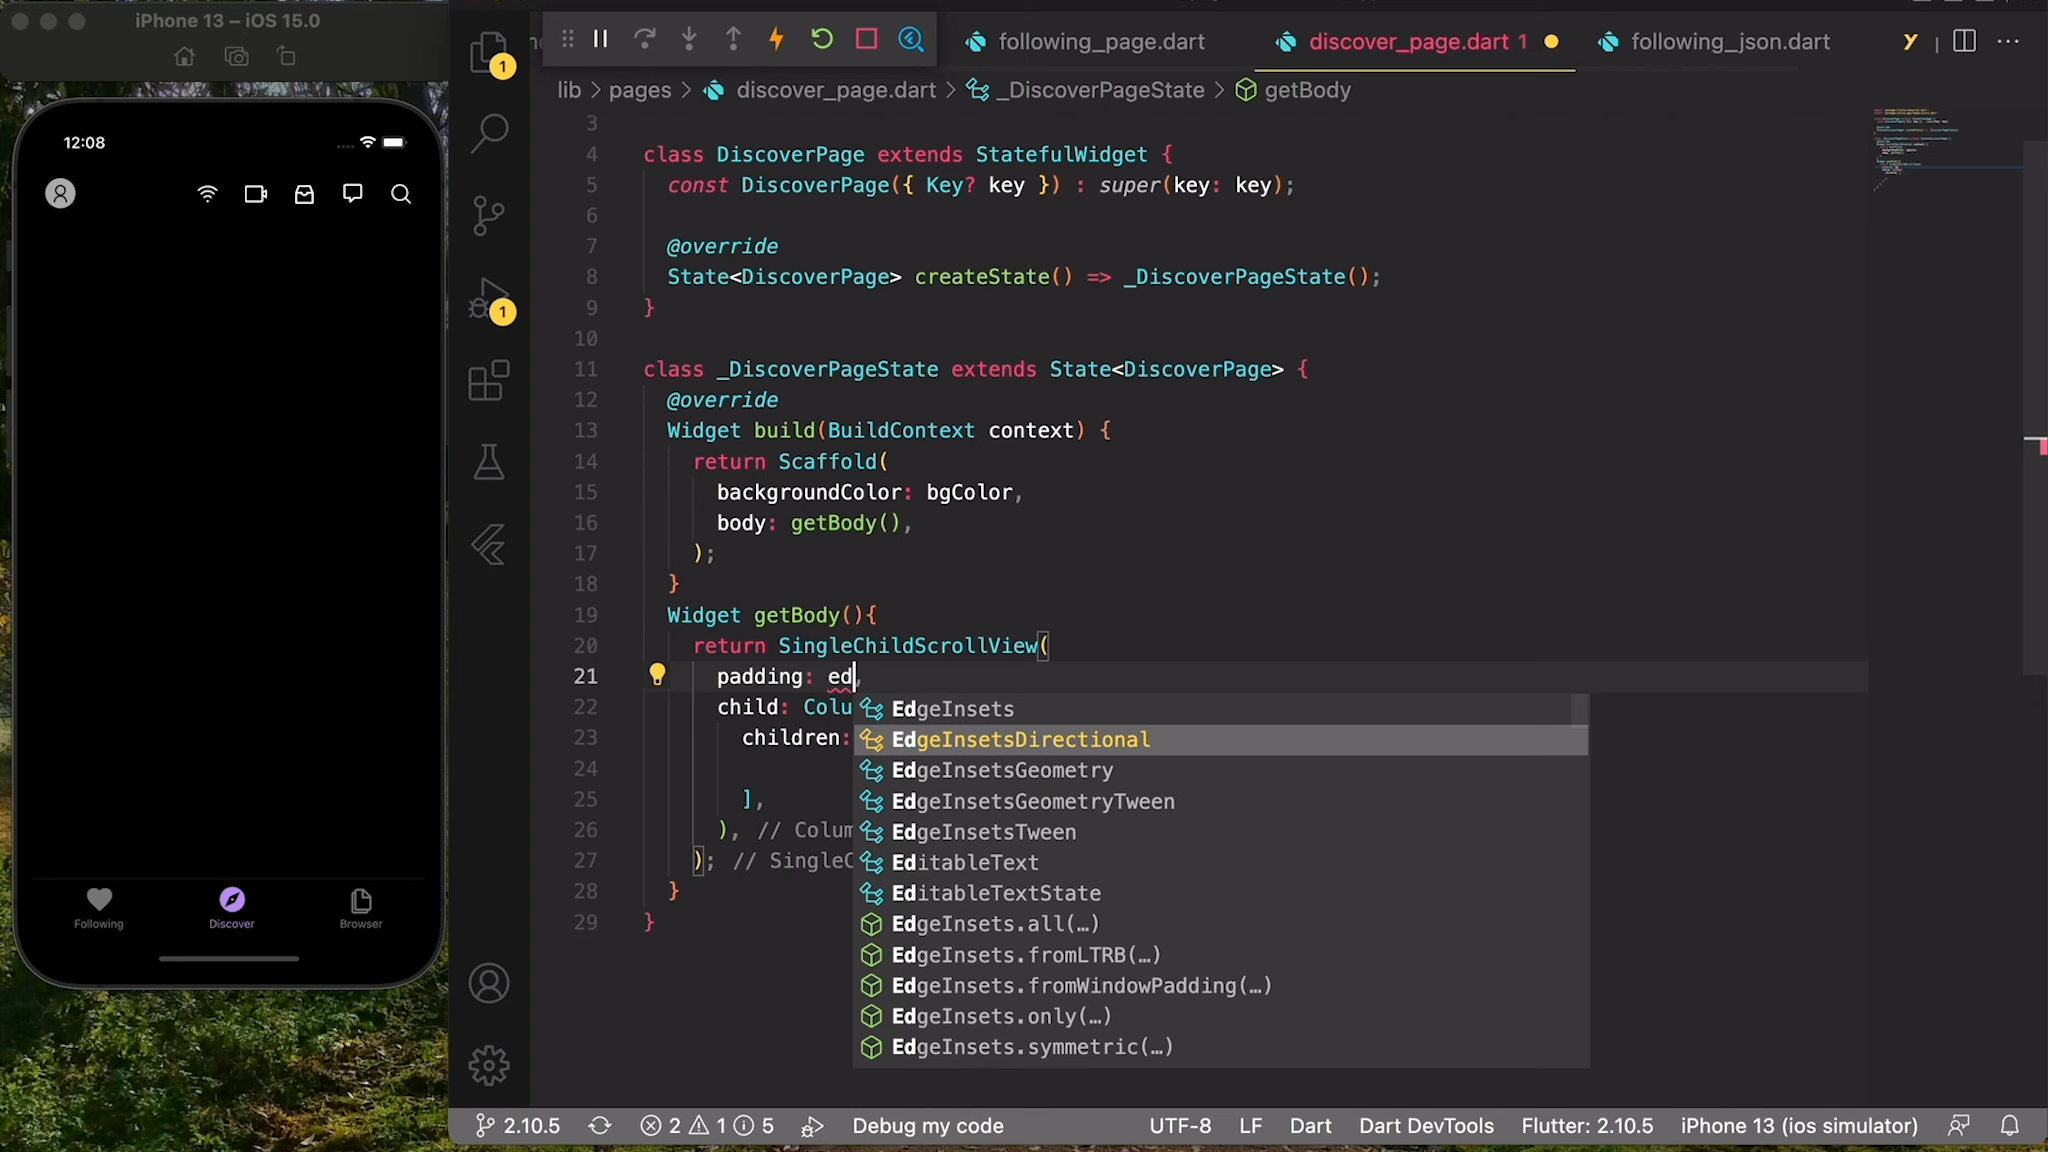 iPhone 13 – iOS 15.0
12:08
Following
Discover
Browser
1
1
following_page.dart
discover_page.dart 1
following_json.dart
lib > pages > discover_page.dart > _DiscoverPageState > getBody
3
4 class DiscoverPage extends StatefulWidget {
5 const DiscoverPage({ Key? key }) : super(key: key);
6
7 @override
8 State<DiscoverPage> createState() => _DiscoverPageState();
9 }
10
11 class _DiscoverPageState extends State<DiscoverPage> {
12 @override
13 Widget build(BuildContext context) {
14 return Scaffold(
15 backgroundColor: bgColor,
16 body: getBody(),
17 );
18 }
19 Widget getBody(){
20 return SingleChildScrollView(
21 padding: ed,
22 child: Colu
23 children:
24
25 ],
26 ), // Colum
27 ); // SingleC
28 }
29 }
EdgeInsets
EdgeInsetsDirectional
EdgeInsetsGeometry
EdgeInsetsGeometryTween
EdgeInsetsTween
EditableText
EditableTextState
EdgeInsets.all(…)
EdgeInsets.fromLTRB(…)
EdgeInsets.fromWindowPadding(…)
EdgeInsets.only(…)
EdgeInsets.symmetric(…)
2.10.5 2 1 5 Debug my code UTF-8 LF Dart Dart DevTools Flutter: 2.10.5 iPhone 13 (ios simulator)